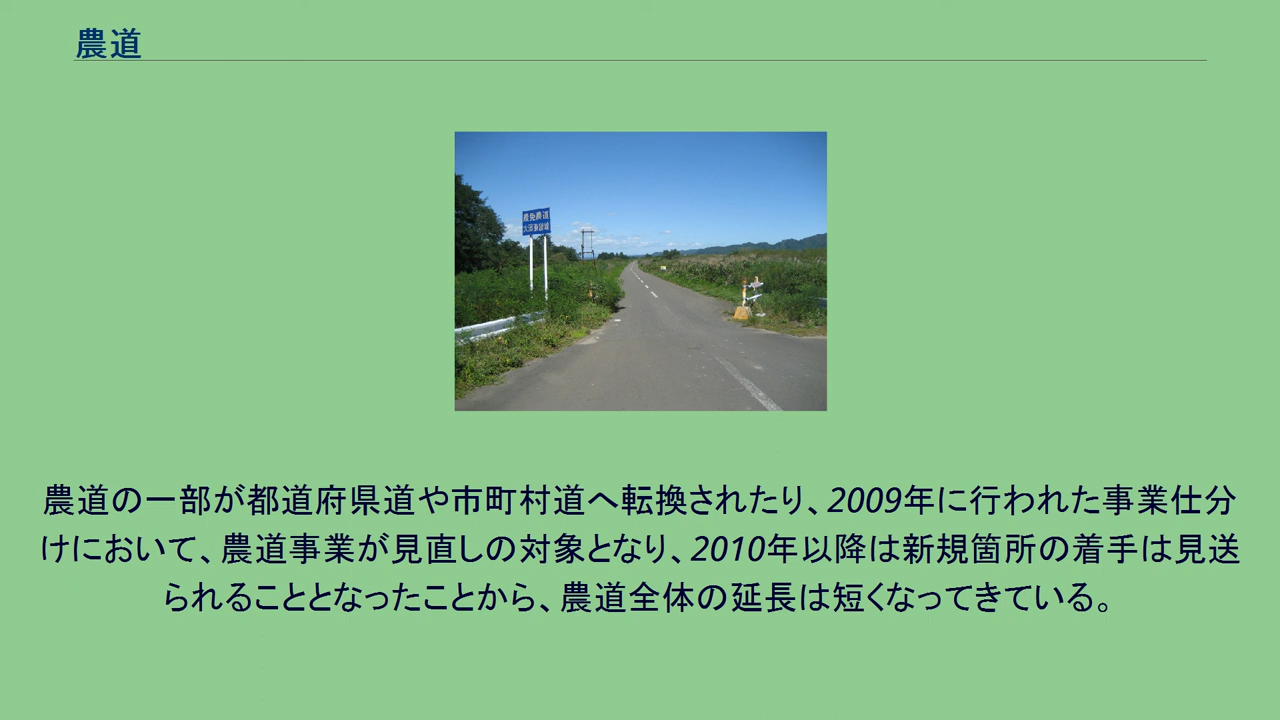 農道
農免農道
農道の一部が都道府県道や市町村道へ転換されたり、2009年に行われた事業仕分
けにおいて、農道事業が見直しの対象となり、2010年以降は新規箇所の着手は見送
られることとなったことから、農道全体の延長は短くなってきている。